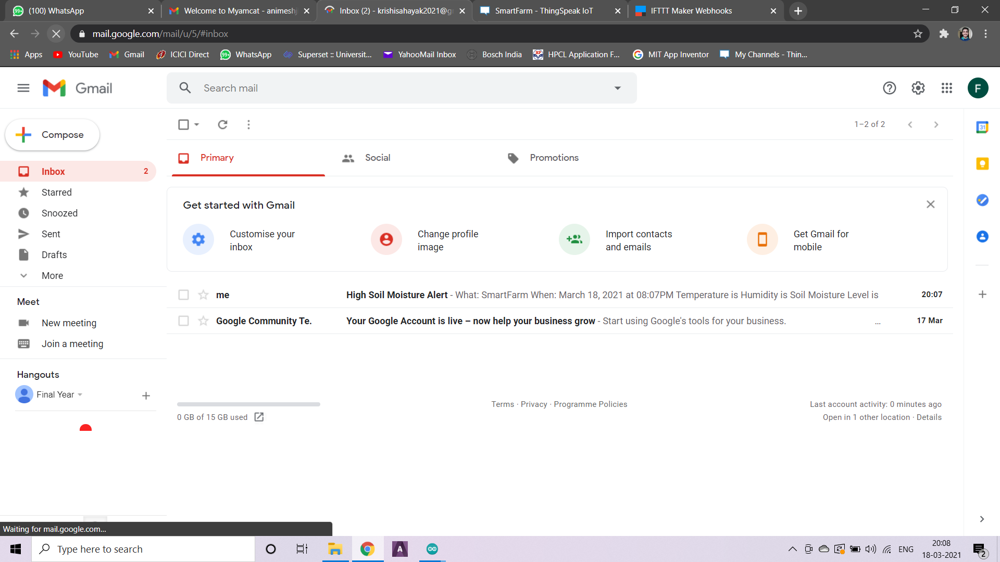 (100) WhatsApp
Welcome to Myamcat - animeshj
Inbox (2) - krishisahayak2021@g
SmartFarm - ThingSpeak IoT
IFTTT Maker Webhooks
mail.google.com/mail/u/5/#inbox
Apps
YouTube
Gmail
ICICI Direct
WhatsApp
Superset :: Universit...
YahooMail Inbox
Bosch India
HPCL Application F...
MIT App Inventor
My Channels - Thin...
Gmail
Search mail
F
Compose
1–2 of 2
Inbox 2
Starred
Snoozed
Sent
Drafts
More
Primary
Social
Promotions
Get started with Gmail
Customise your
inbox
Change profile
image
Import contacts
and emails
Get Gmail for
mobile
me High Soil Moisture Alert - What: SmartFarm When: March 18, 2021 at 08:07PM Temperature is Humidity is Soil Moisture Level is 20:07
Google Community Te. Your Google Account is live – now help your business grow - Start using Google's tools for your business. ... 17 Mar
Meet
New meeting
Join a meeting
Hangouts
Final Year
0 GB of 15 GB used
Terms · Privacy · Programme Policies
Last account activity: 0 minutes ago
Open in 1 other location · Details
31
Waiting for mail.google.com...
Type here to search
A
ENG
20:08
18-03-2021
2